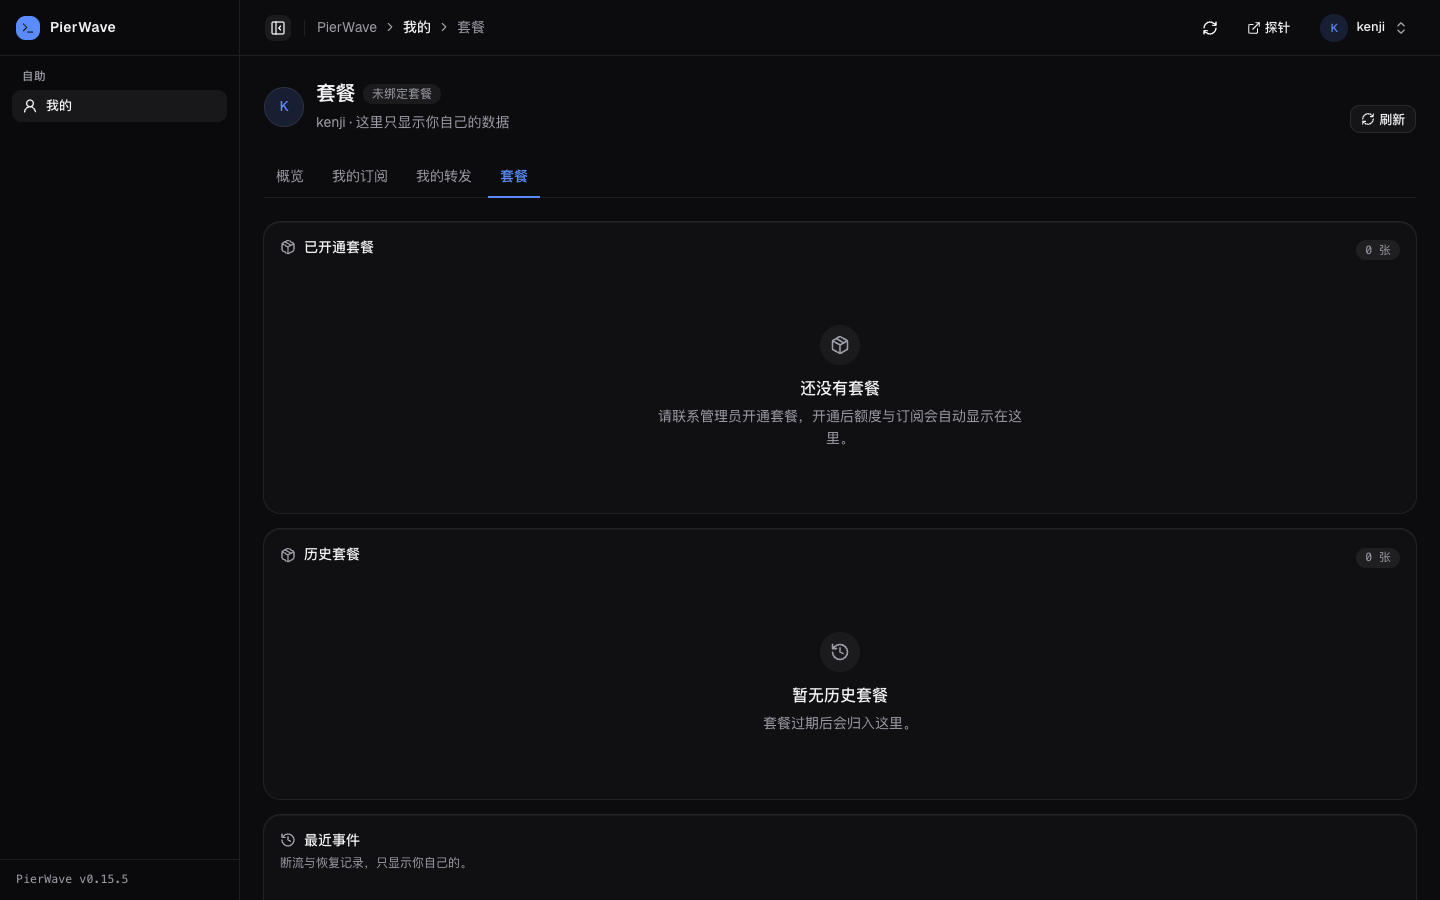 PierWave
PierWave > 我的 > 套餐
探针
K
kenji
自助
我的
K
套餐
未绑定套餐
kenji · 这里只显示你自己的数据
刷新
概览
我的订阅
我的转发
套餐
已开通套餐
0 张
还没有套餐
请联系管理员开通套餐，开通后额度与订阅会自动显示在这
里。
历史套餐
0 张
暂无历史套餐
套餐过期后会归入这里。
最近事件
断流与恢复记录，只显示你自己的。
PierWave v0.15.5